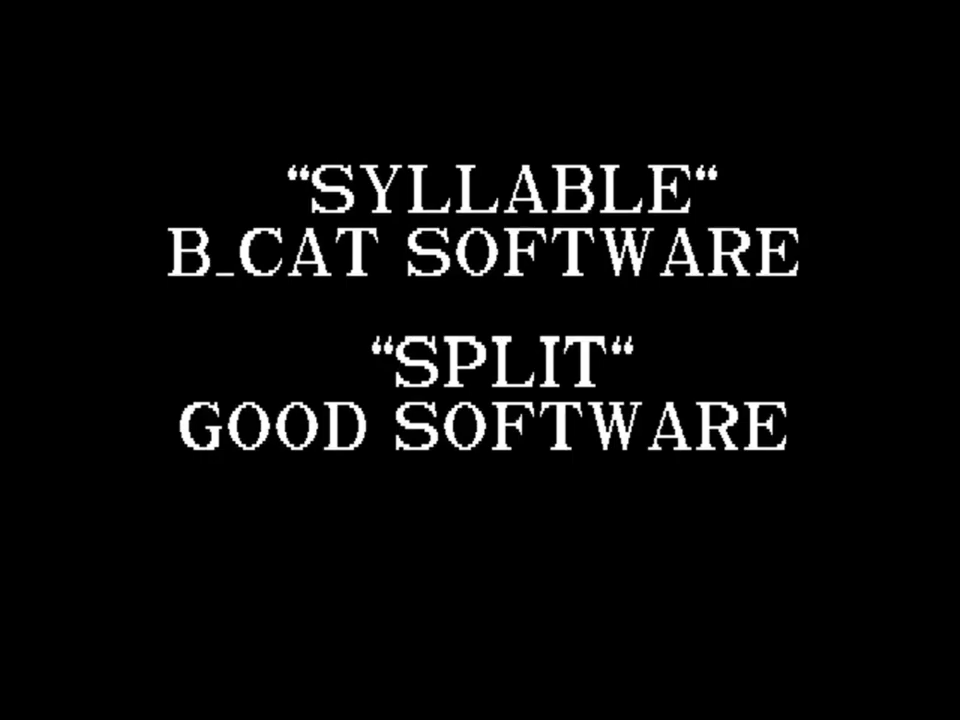 “SYLLABLE“
B_CAT SOFTWARE
“SPLIT“
GOOD SOFTWARE